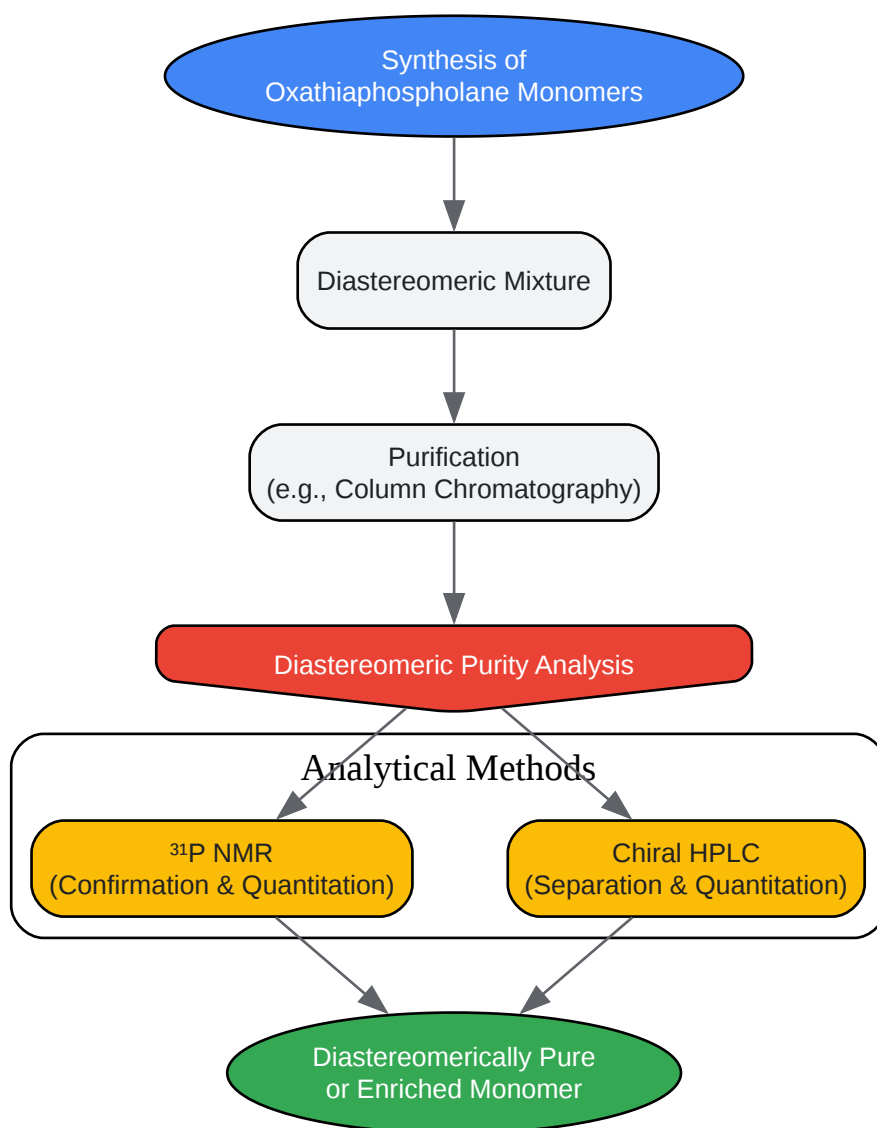 Synthesis of
Oxathiaphospholane Monomers
Diastereomeric Mixture
Purification
(e.g., Column Chromatography)
Diastereomeric Purity Analysis
Analytical Methods
³¹P NMR
(Confirmation & Quantitation)
Chiral HPLC
(Separation & Quantitation)
Diastereomerically Pure
or Enriched Monomer